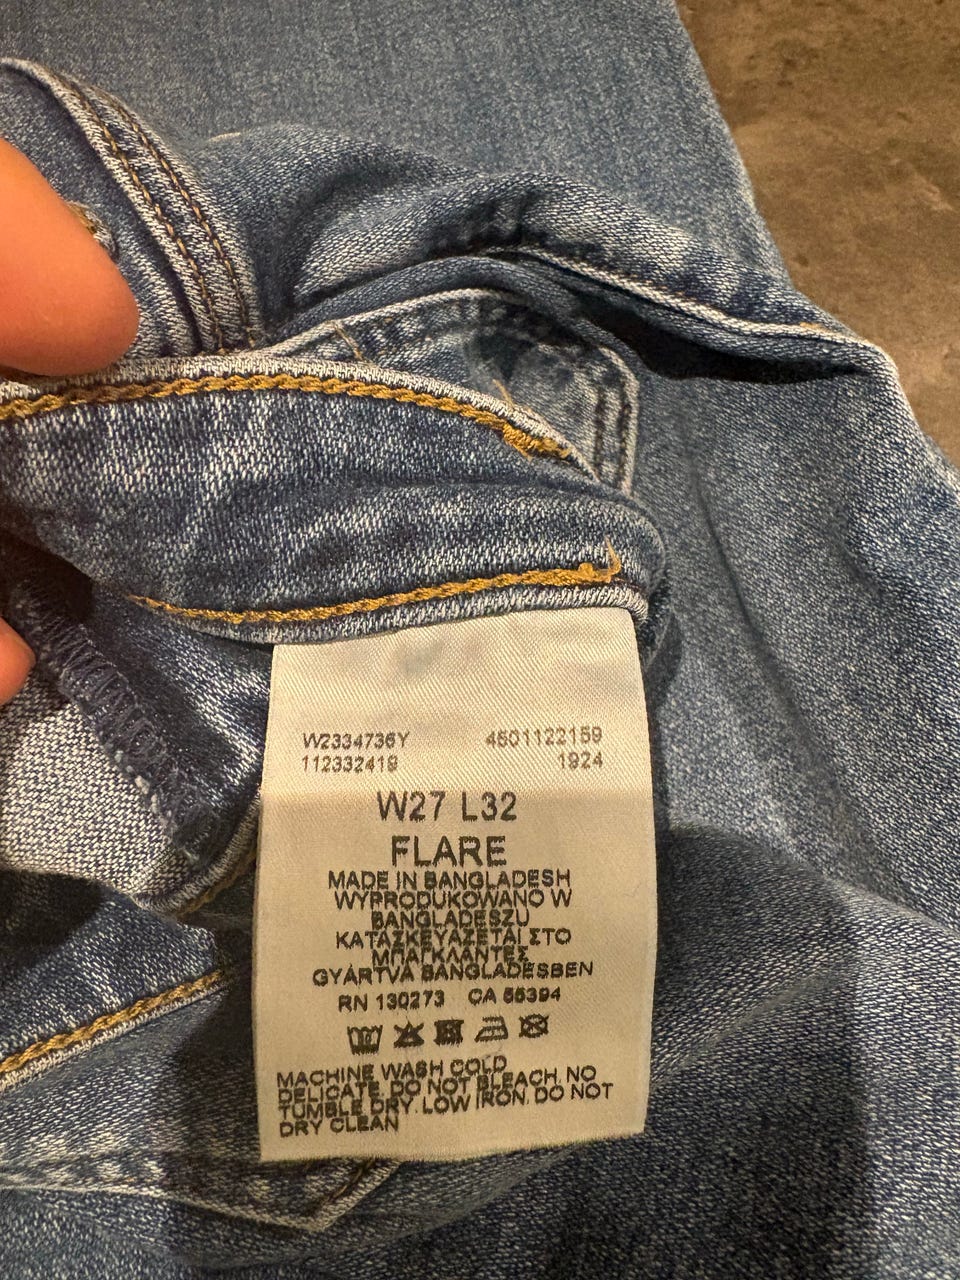 W2334736Y 4601122159
112332419 1924
W27 L32
FLARE
MADE IN BANGLADESH
WYPRODUKOWANO W
BANGLADESZU
ΚΑΤΑΣΚΕΥΑΖΕΤΑΙ ΣΤΟ
ΜΠΑΓΚΛΑΝΤΕΣ
GYÁRTVA BANGLADESBEN
RN 130273 CA 55394
MACHINE WASH COLD
DELICATE, DO NOT BLEACH, NO
TUMBLE DRY, LOW IRON, DO NOT
DRY CLEAN